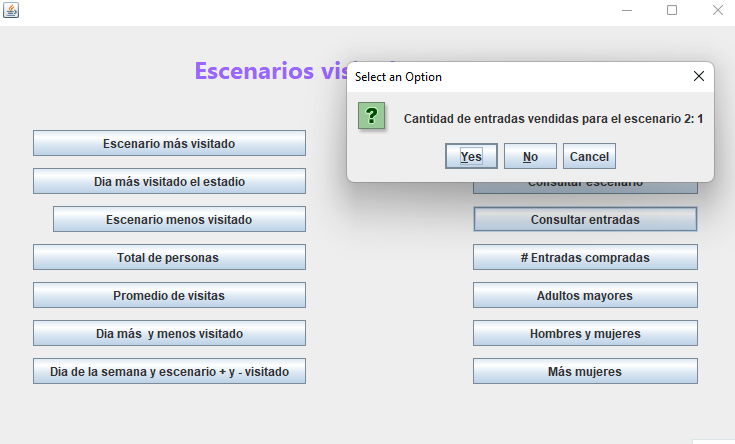 Escenarios vis
Select an Option
Cantidad de entradas vendidas para el escenario 2: 1
Yes
No
Cancel
Escenario más visitado
Dia más visitado el estadio
Consultar escenario
Escenario menos visitado
Consultar entradas
Total de personas
# Entradas compradas
Promedio de visitas
Adultos mayores
Dia más y menos visitado
Hombres y mujeres
Dia de la semana y escenario + y - visitado
Más mujeres